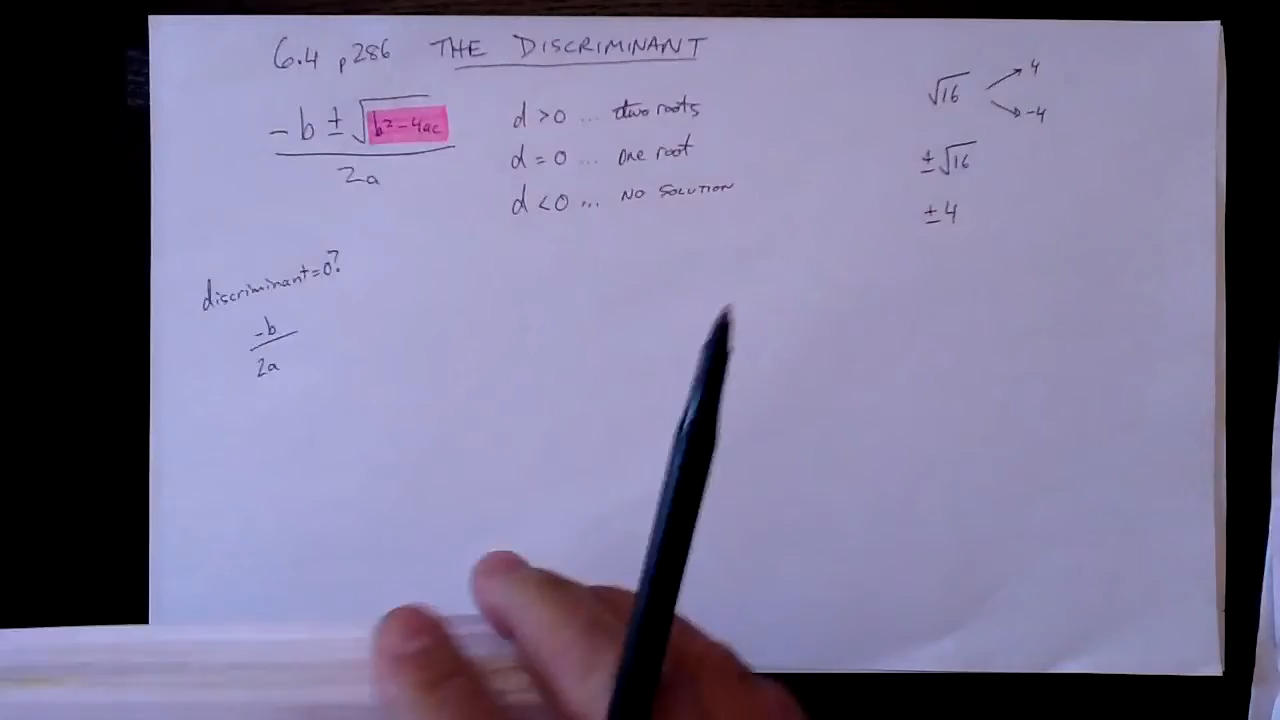 6.4 p286 THE DISCRIMINANT
-b ± √b²-4ac
2a
d > 0 ... two roots
d = 0 ... one root
d < 0 ... NO SOLUTION
√16 4
-4
± √16
± 4
discriminant = 0?
-b
2a